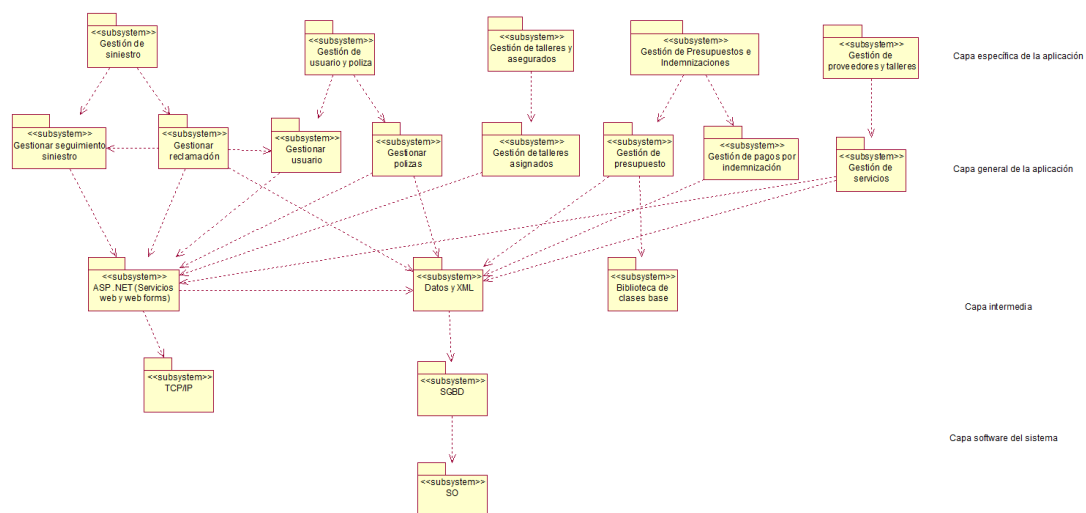 <<subsystem>>
Gestión de
siniestro
<<subsystem>>
Gestión de
usuario y poliza
<<subsystem>>
Gestión de talleres y
asegurados
<<subsystem>>
Gestión de Presupuestos e
Indemnizaciones
<<subsystem>>
Gestión de
proveedores y talleres
Capa específica de la aplicación
<<subsystem>>
Gestionar seguimiento
siniestro
<<subsystem>>
Gestionar
reclamación
<<subsystem>>
Gestionar
usuario
<<subsystem>>
Gestionar
polizas
<<subsystem>>
Gestión de talleres
asignados
<<subsystem>>
Gestión de
presupuesto
<<subsystem>>
Gestión de pagos por
indemnización
<<subsystem>>
Gestión de
servicios
Capa general de la aplicación
<<subsystem>>
ASP .NET (Servicios
web y web forms)
<<subsystem>>
Datos y XML
<<subsystem>>
Biblioteca de
clases base
Capa intermedia
<<subsystem>>
TCP/IP
<<subsystem>>
SGBD
Capa software del sistema
<<subsystem>>
SO